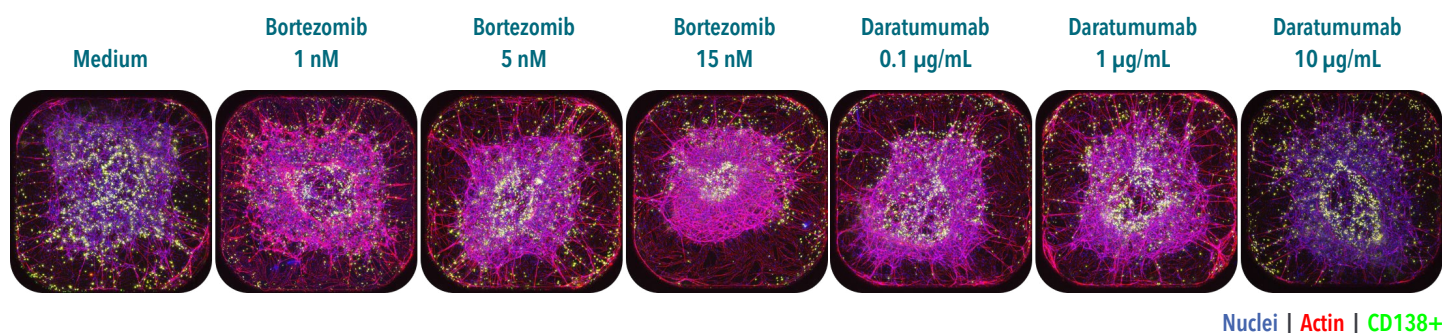 Medium
Bortezomib
1 nM
Bortezomib
5 nM
Bortezomib
15 nM
Daratumumab
0.1 µg/mL
Daratumumab
1 µg/mL
Daratumumab
10 µg/mL
Nuclei | Actin | CD138+